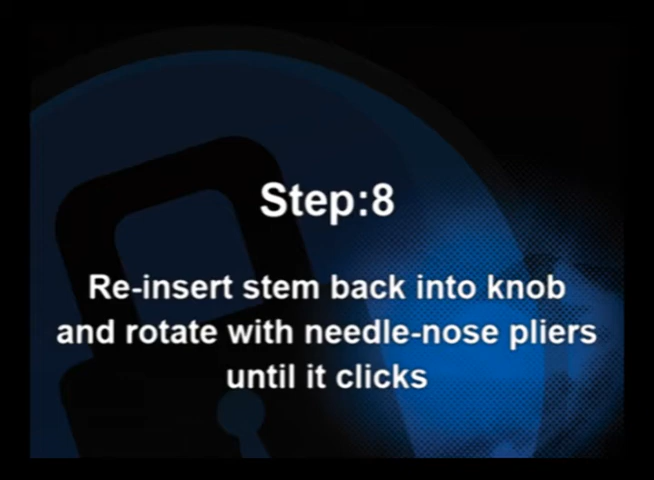 Step:8
Re-insert stem back into knob
and rotate with needle-nose pliers
until it clicks